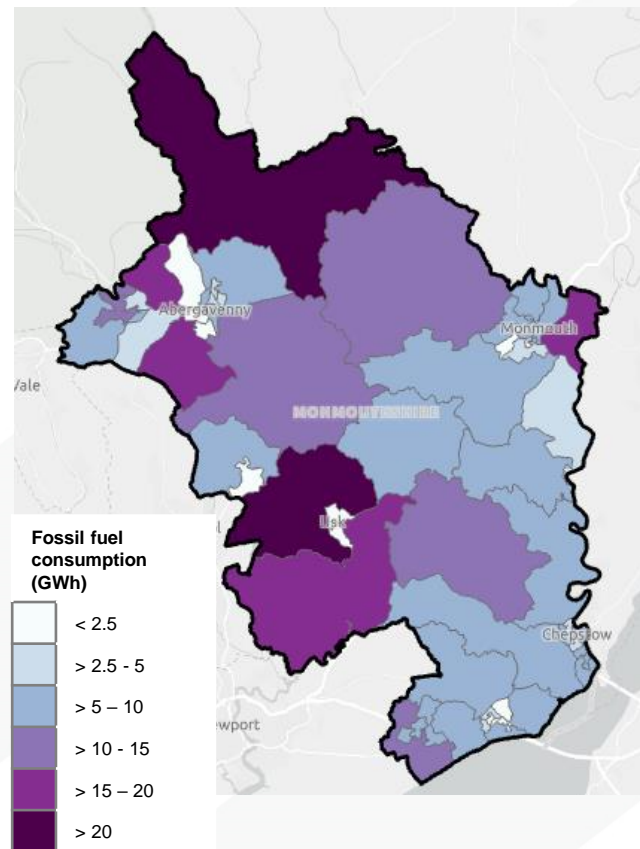 Abergavenny
Monmouth
Vale
MONMOUTHSHIRE
Usk
Chepstow
ewport
Fossil fuel
consumption
(GWh)
< 2.5
> 2.5 - 5
> 5 – 10
> 10 - 15
> 15 – 20
> 20